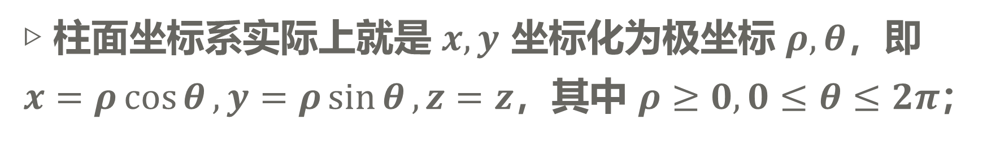 ▷ 柱面坐标系实际上就是 x, y 坐标化为极坐标 ρ, θ，即
x = ρ cos θ , y = ρ sin θ , z = z，其中 ρ ≥ 0, 0 ≤ θ ≤ 2π；